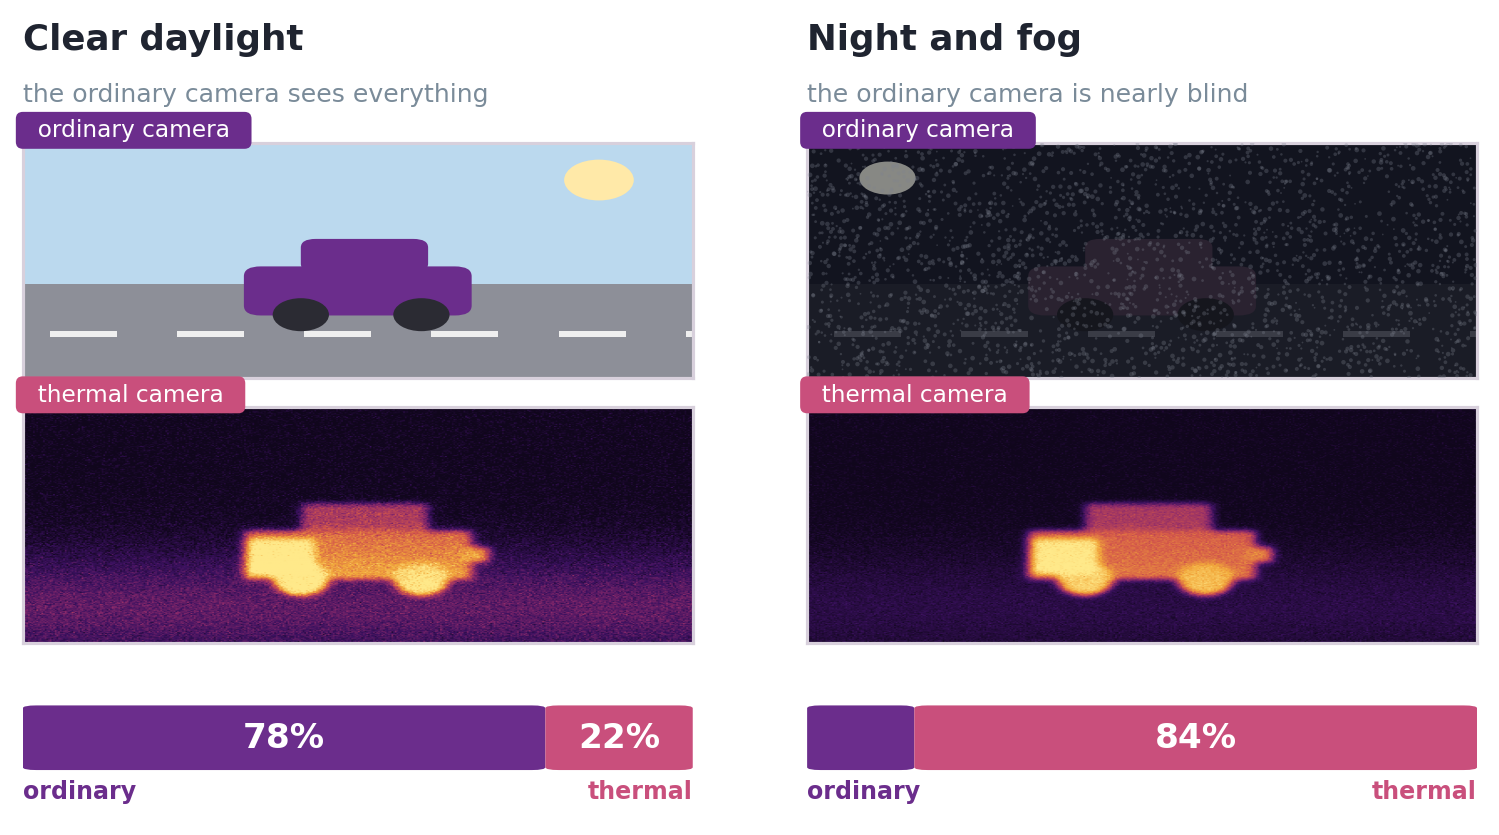 Clear daylight
the ordinary camera sees everything
ordinary camera
thermal camera
78%
22%
ordinary
thermal
Night and fog
the ordinary camera is nearly blind
ordinary camera
thermal camera
84%
ordinary
thermal